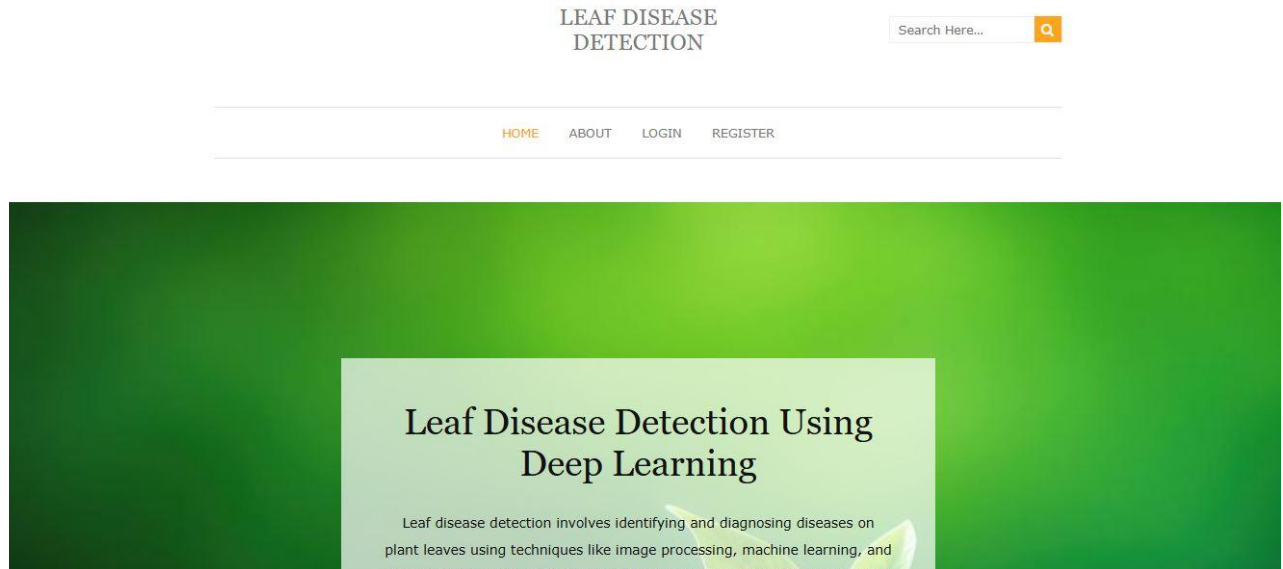 LEAF DISEASE
DETECTION
Search Here...
HOME ABOUT LOGIN REGISTER
Leaf Disease Detection Using
Deep Learning
Leaf disease detection involves identifying and diagnosing diseases on
plant leaves using techniques like image processing, machine learning, and